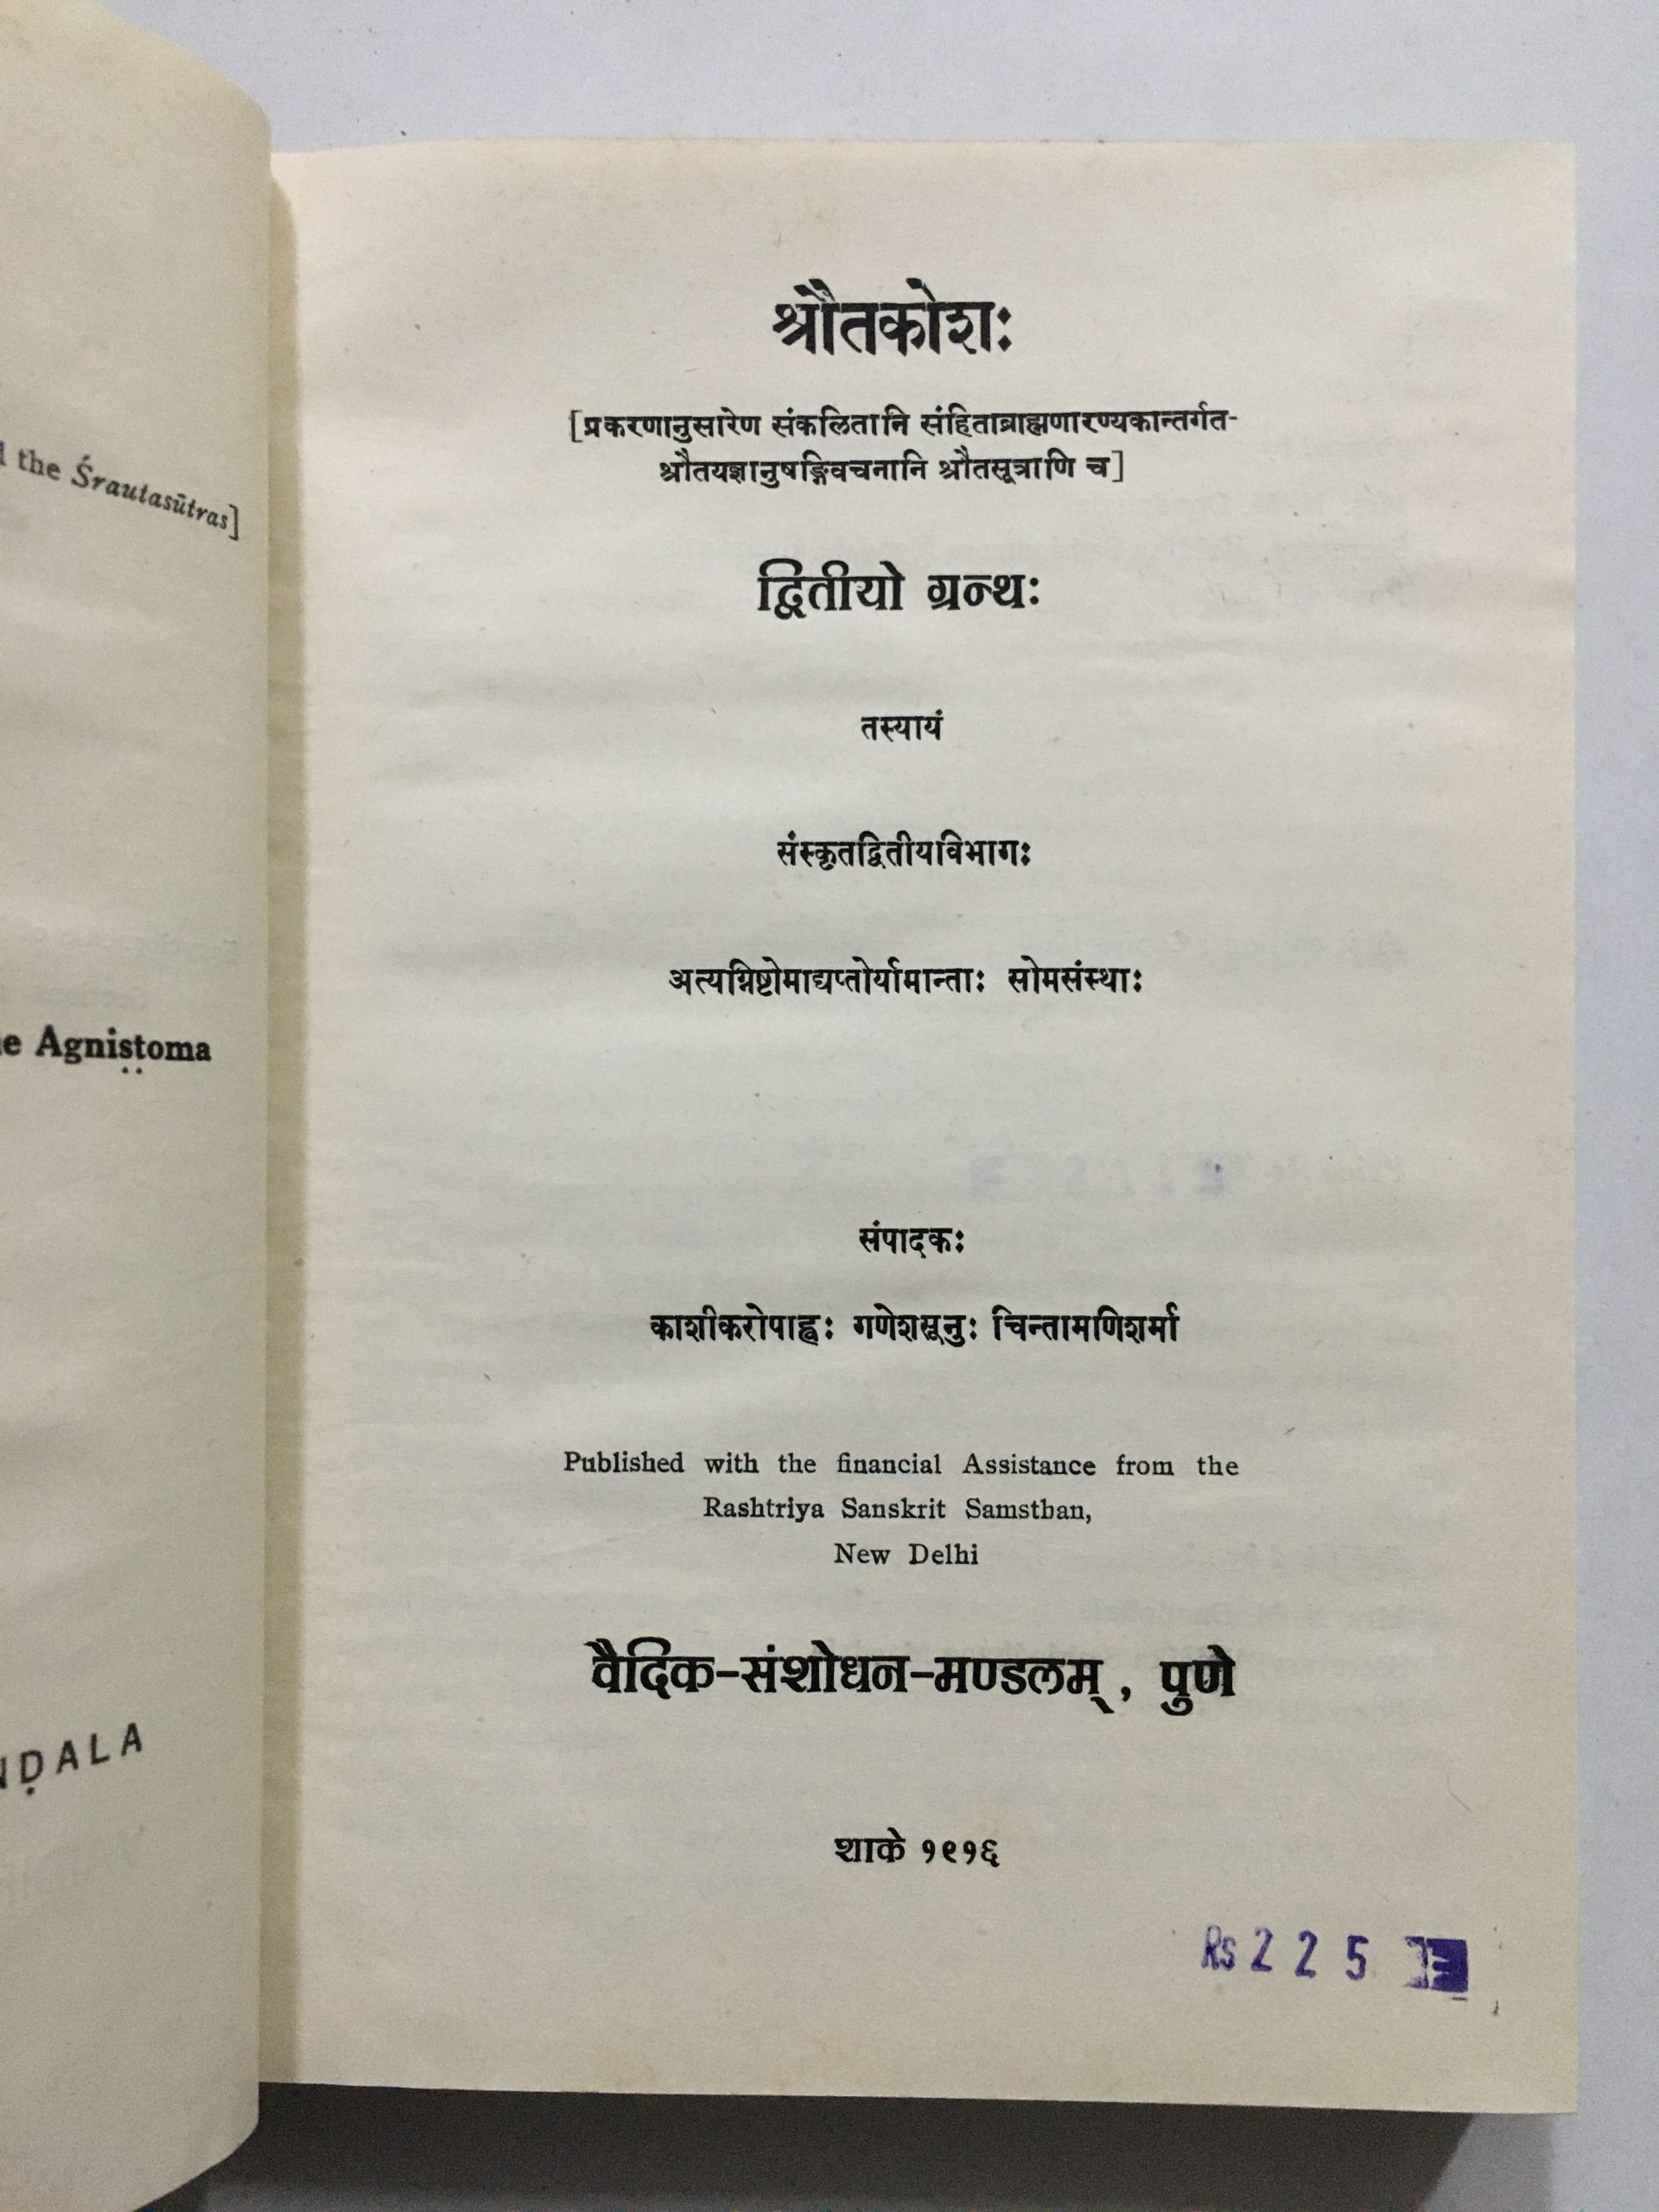 the Śrautasūtras]
Agniṣṭoma
श्रौतकोशः
[प्रकरणानुसारेण संकलितानि संहिताब्राह्मणारण्यकान्तर्गत-
श्रौतयज्ञानुषङ्गिवचनानि श्रौतसूत्राणि च]
द्वितीयो ग्रन्थः
तस्यायं
संस्कृतद्वितीयविभागः
अत्यग्निष्टोमाद्यप्तोर्यामान्ताः सोमसंस्थाः
संपादकः
काशीकरोपाह्वः गणेशसूनुः चिन्तामणिशर्मा
Published with the financial Assistance from the
Rashtriya Sanskrit Samstban,
New Delhi
वैदिक-संशोधन-मण्डलम्, पुणे
शाके १९१६
Rs 225